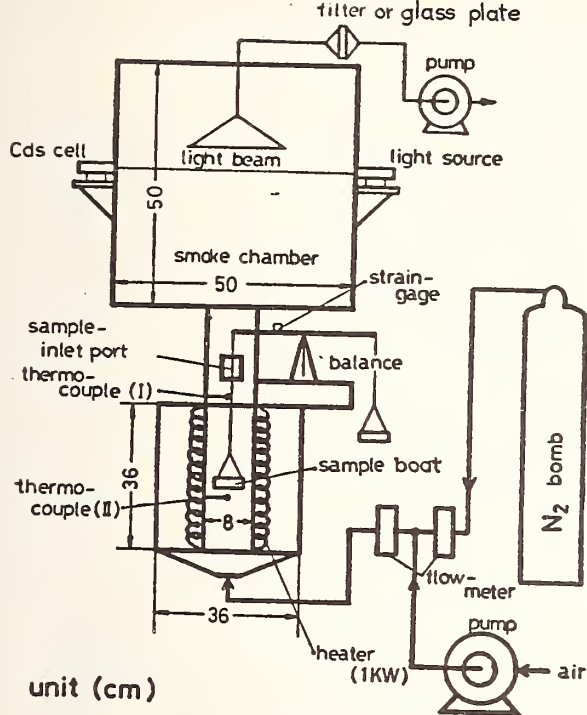 filter or glass plate
pump
Cds cell
light beam
light source
50
smoke chamber
50
strain-
gage
sample-
inlet port
balance
thermo-
couple (I)
36
sample boat
thermo-
couple (II)
8
N2 bomb
flow-
meter
36
pump
heater
(1KW)
air
unit (cm)